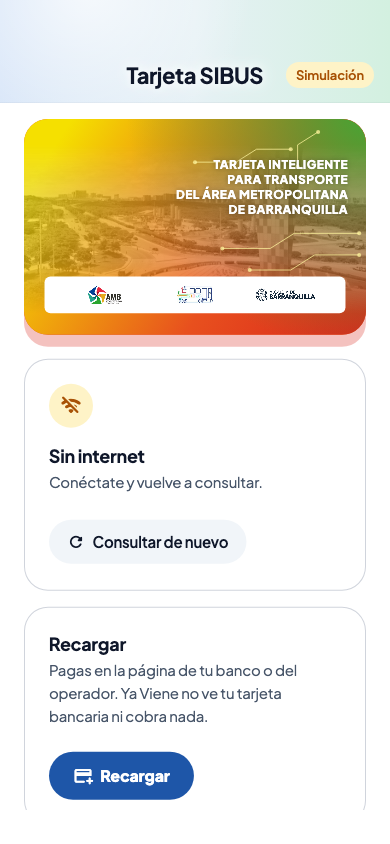 Tarjeta SIBUS
Simulación
TARJETA INTELIGENTE
PARA TRANSPORTE
DEL ÁREA METROPOLITANA
DE BARRANQUILLA
AMB
BARRANQUILLA
Sin internet
Conéctate y vuelve a consultar.
Consultar de nuevo
Recargar
Pagas en la página de tu banco o del
operador. Ya Viene no ve tu tarjeta
bancaria ni cobra nada.
Recargar